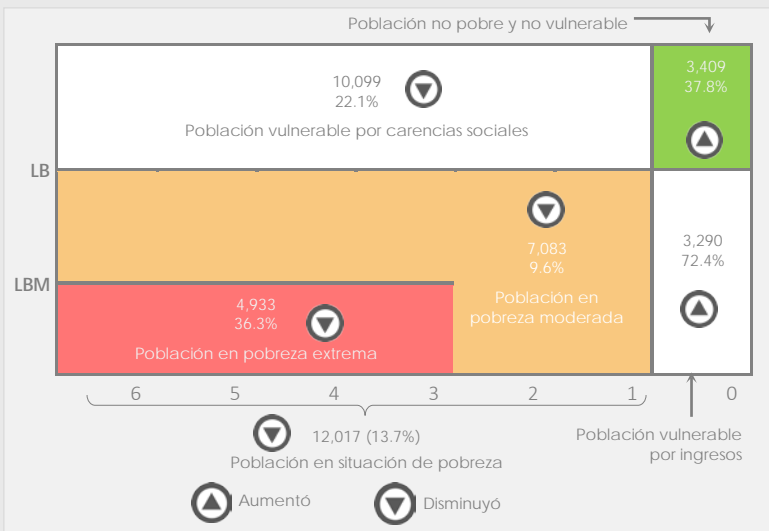 Población no pobre y no vulnerable
10,099
22.1%
Población vulnerable por carencias sociales
3,409
37.8%
LB
7,083
9.6%
Población en
pobreza moderada
3,290
72.4%
LBM
4,933
36.3%
Población en pobreza extrema
6 5 4 3 2 1 0
12,017 (13.7%)
Población en situación de pobreza
Población vulnerable
por ingresos
Aumentó
Disminuyó